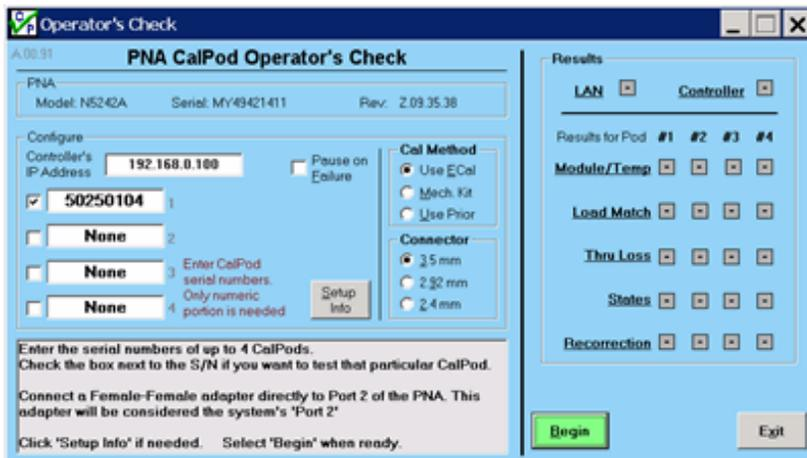 Operator's Check
A.00.91
PNA CalPod Operator's Check
PNA
Model: N5242A Serial: MY49421411 Rev: Z.09.35.38
Configure
Controller's
IP Address
192.168.0.100
Pause on
Failure
50250104 1
None 2
None 3
None 4
Enter CalPod
serial numbers.
Only numeric
portion is needed
Setup
Info
Cal Method
Use ECal
Mech. Kit
Use Prior
Connector
3.5 mm
2.92 mm
2.4 mm
Enter the serial numbers of up to 4 CalPods.
Check the box next to the S/N if you want to test that particular CalPod.
Connect a Female-Female adapter directly to Port 2 of the PNA. This
adapter will be considered the system's 'Port 2'
Click 'Setup Info' if needed. Select 'Begin' when ready.
Results
LAN Controller
Results for Pod #1 #2 #3 #4
Module/Temp
Load Match
Thru Loss
States
Recorrection
Begin
Exit